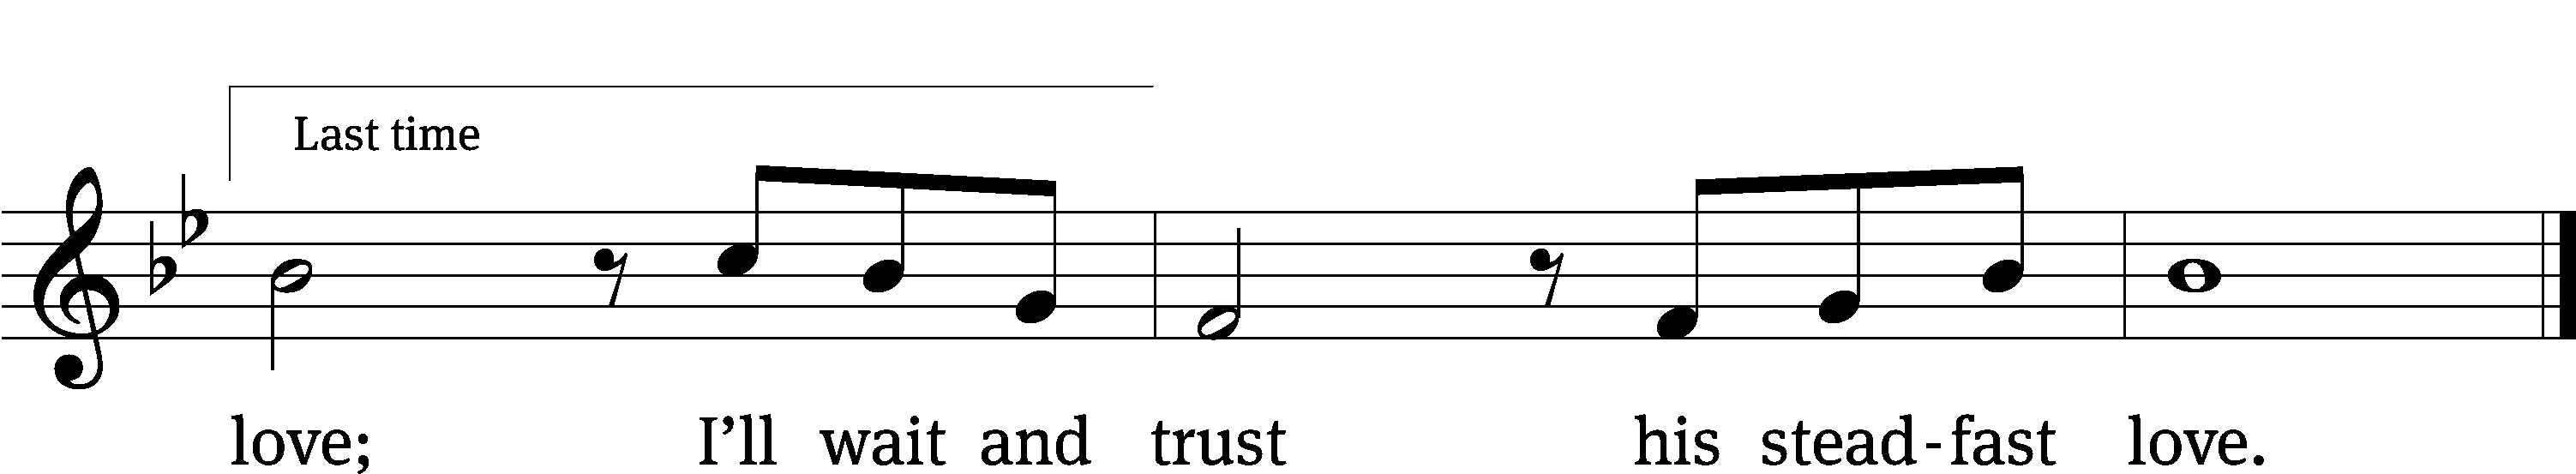 Last time
love; I’ll wait and trust his stead-fast love.